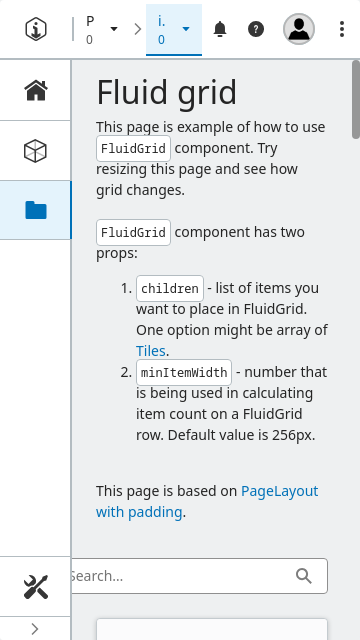 P
0
i.
0
Fluid grid
This page is example of how to use
FluidGrid component. Try
resizing this page and see how
grid changes.
FluidGrid component has two
props:
1. children - list of items you
want to place in FluidGrid.
One option might be array of
Tiles.
2. minItemWidth - number that
is being used in calculating
item count on a FluidGrid
row. Default value is 256px.
This page is based on PageLayout
with padding.
Search...